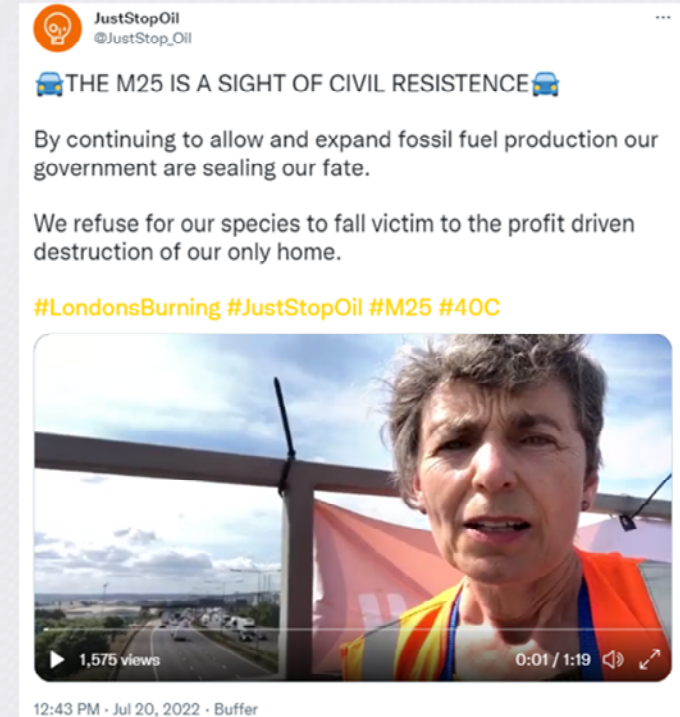 JustStopOil
@JustStop_Oil
🚘THE M25 IS A SIGHT OF CIVIL RESISTENCE🚘
By continuing to allow and expand fossil fuel production our
government are sealing our fate.
We refuse for our species to fall victim to the profit driven
destruction of our only home.
#LondonsBurning #JustStopOil #M25 #40C
1,575 views
0:01 / 1:19
12:43 PM · Jul 20, 2022 · Buffer